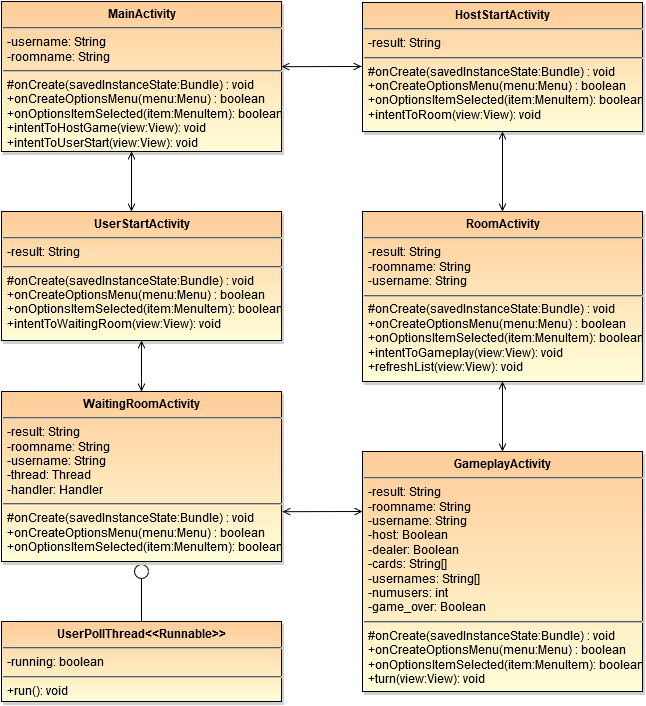 MainActivity
-username: String
-roomname: String
#onCreate(savedInstanceState:Bundle) : void
+onCreateOptionsMenu(menu:Menu) : boolean
+onOptionsItemSelected(item:MenuItem): boolean
+intentToHostGame(view:View): void
+intentToUserStart(view:View): void
HostStartActivity
-result: String
#onCreate(savedInstanceState:Bundle) : void
+onCreateOptionsMenu(menu:Menu) : boolean
+onOptionsItemSelected(item:MenuItem): boolean
+intentToRoom(view:View): void
UserStartActivity
-result: String
#onCreate(savedInstanceState:Bundle) : void
+onCreateOptionsMenu(menu:Menu) : boolean
+onOptionsItemSelected(item:MenuItem): boolean
+intentToWaitingRoom(view:View): void
RoomActivity
-result: String
-roomname: String
-username: String
#onCreate(savedInstanceState:Bundle) : void
+onCreateOptionsMenu(menu:Menu) : boolean
+onOptionsItemSelected(item:MenuItem): boolean
+intentToGameplay(view:View): void
+refreshList(view:View): void
WaitingRoomActivity
-result: String
-roomname: String
-username: String
-thread: Thread
-handler: Handler
#onCreate(savedInstanceState:Bundle) : void
+onCreateOptionsMenu(menu:Menu) : boolean
+onOptionsItemSelected(item:MenuItem): boolean
GameplayActivity
-result: String
-roomname: String
-username: String
-host: Boolean
-dealer: Boolean
-cards: String[]
-usernames: String[]
-numusers: int
-game_over: Boolean
#onCreate(savedInstanceState:Bundle) : void
+onCreateOptionsMenu(menu:Menu) : boolean
+onOptionsItemSelected(item:MenuItem): boolean
+turn(view:View): void
UserPollThread<<Runnable>>
-running: boolean
+run(): void